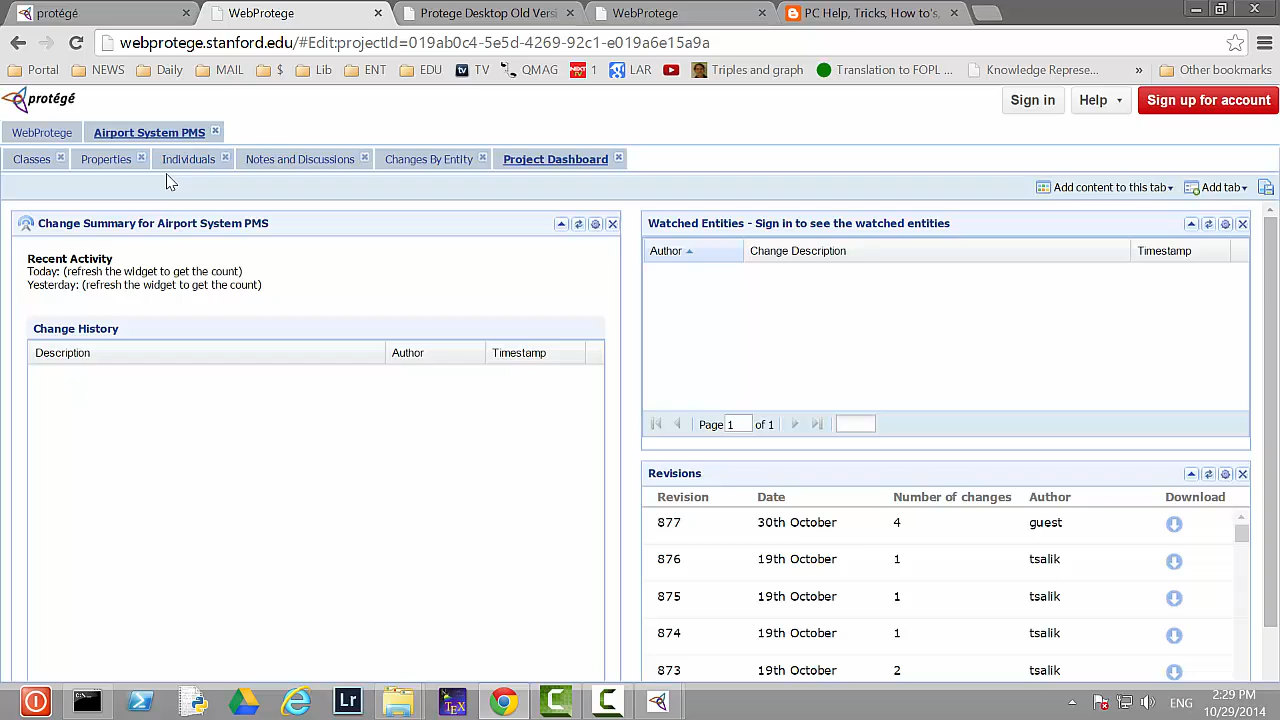 protégé
WebProtege
Protege Desktop Old Versi
WebProtege
PC Help, Tricks, How to's,
webprotege.stanford.edu/#Edit:projectId=019ab0c4-5e5d-4269-92c1-e019a6e15a9a
Portal
NEWS
Daily
MAIL
$
Lib
ENT
EDU
TV
QMAG
1
LAR
Triples and graph
Translation to FOPL ...
Knowledge represe...
»
Other bookmarks
protégé
Sign in
Help
Sign up for account
WebProtege
Airport System PMS
Classes
Properties
Individuals
Notes and Discussions
Changes By Entity
Project Dashboard
Add content to this tab
Add tab
Change Summary for Airport System PMS
Recent Activity
Today: (refresh the widget to get the count)
Yesterday: (refresh the widget to get the count)
Change History
Description Author Timestamp
Watched Entities - Sign in to see the watched entities
Author Change Description Timestamp
Page 1 of 1
Revisions
Revision Date Number of changes Author Download
877 30th October 4 guest
876 19th October 1 tsalik
875 19th October 1 tsalik
874 19th October 1 tsalik
873 19th October 2 tsalik
Lr
TEX
ENG
2:29 PM
10/29/2014